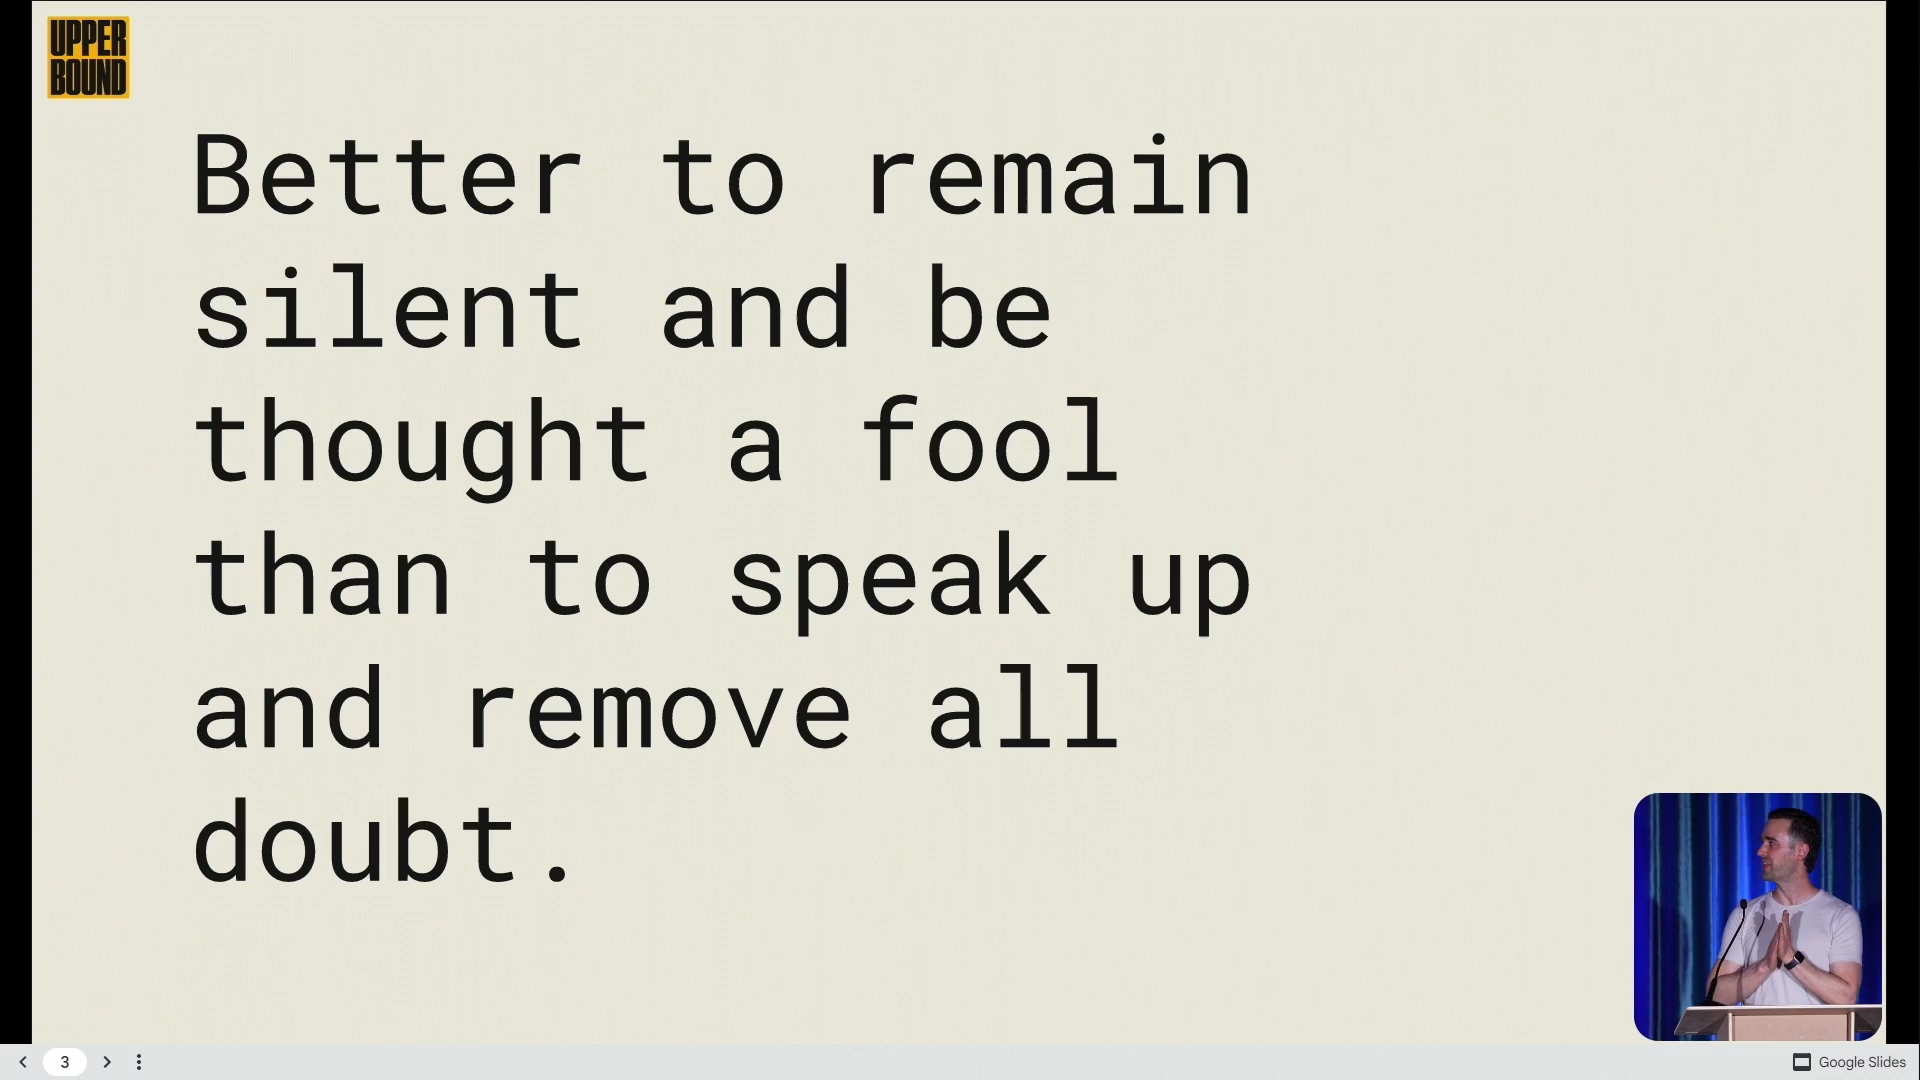 UPPER
BOUND
Better to remain
silent and be
thought a fool
than to speak up
and remove all
doubt.
3
Google Slides